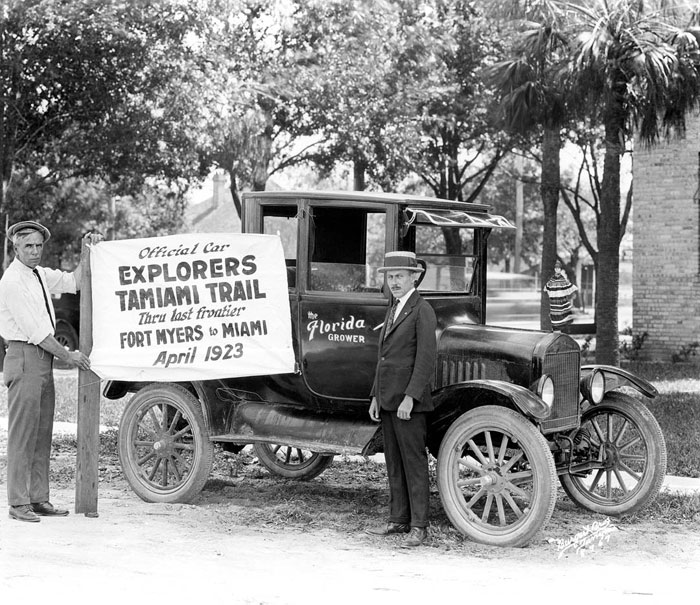 Official Car
EXPLORERS
TAMIAMI TRAIL
Thru last frontier
FORT MYERS to MIAMI
April 1923
the
Florida
GROWER